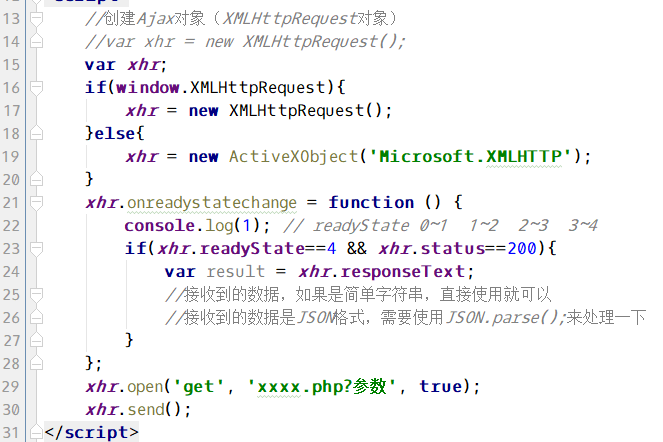 13 //创建Ajax对象（XMLHttpRequest对象）
14 //var xhr = new XMLHttpRequest();
15 var xhr;
16 if(window.XMLHttpRequest){
17 xhr = new XMLHttpRequest();
18 }else{
19 xhr = new ActiveXObject('Microsoft.XMLHTTP');
20 }
21 xhr.onreadystatechange = function () {
22 console.log(1); // readyState 0~1 1~2 2~3 3~4
23 if(xhr.readyState==4 && xhr.status==200){
24 var result = xhr.responseText;
25 //接收到的数据，如果是简单字符串，直接使用就可以
26 //接收到的数据是JSON格式，需要使用JSON.parse();来处理一下
27 }
28 };
29 xhr.open('get', 'xxxx.php?参数', true);
30 xhr.send();
31 </script>